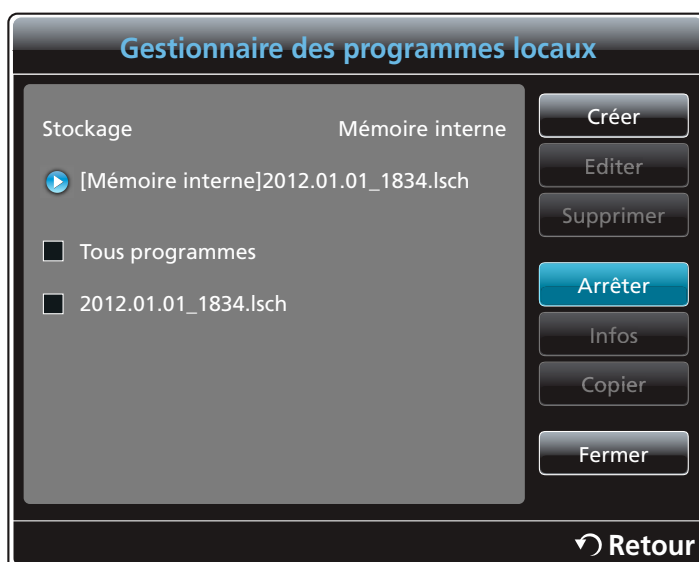 Gestionnaire des programmes locaux
Stockage Mémoire interne
[Mémoire interne]2012.01.01_1834.lsch
Tous programmes
2012.01.01_1834.lsch
Créer
Editer
Supprimer
Arrêter
Infos
Copier
Fermer
Retour